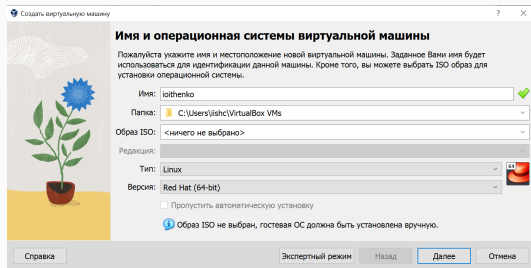 Создать виртуальную машину
? ×
Имя и операционная системы виртуальной машины
Пожалуйста укажите имя и местоположение новой виртуальной машины. Заданное Вами имя будет
использоваться для идентификации данной машины. Кроме того, вы можете выбрать ISO образ для
установки операционной системы.
Имя: ioithenko
Папка: C:\Users\ishc\VirtualBox VMs
Образ ISO: <ничего не выбрано>
Редакция:
Тип: Linux
64
Версия: Red Hat (64-bit)
Пропустить автоматическую установку
Образ ISO не выбран, гостевая ОС должна быть установлена вручную.
Справка Экспертный режим Назад Далее Отмена